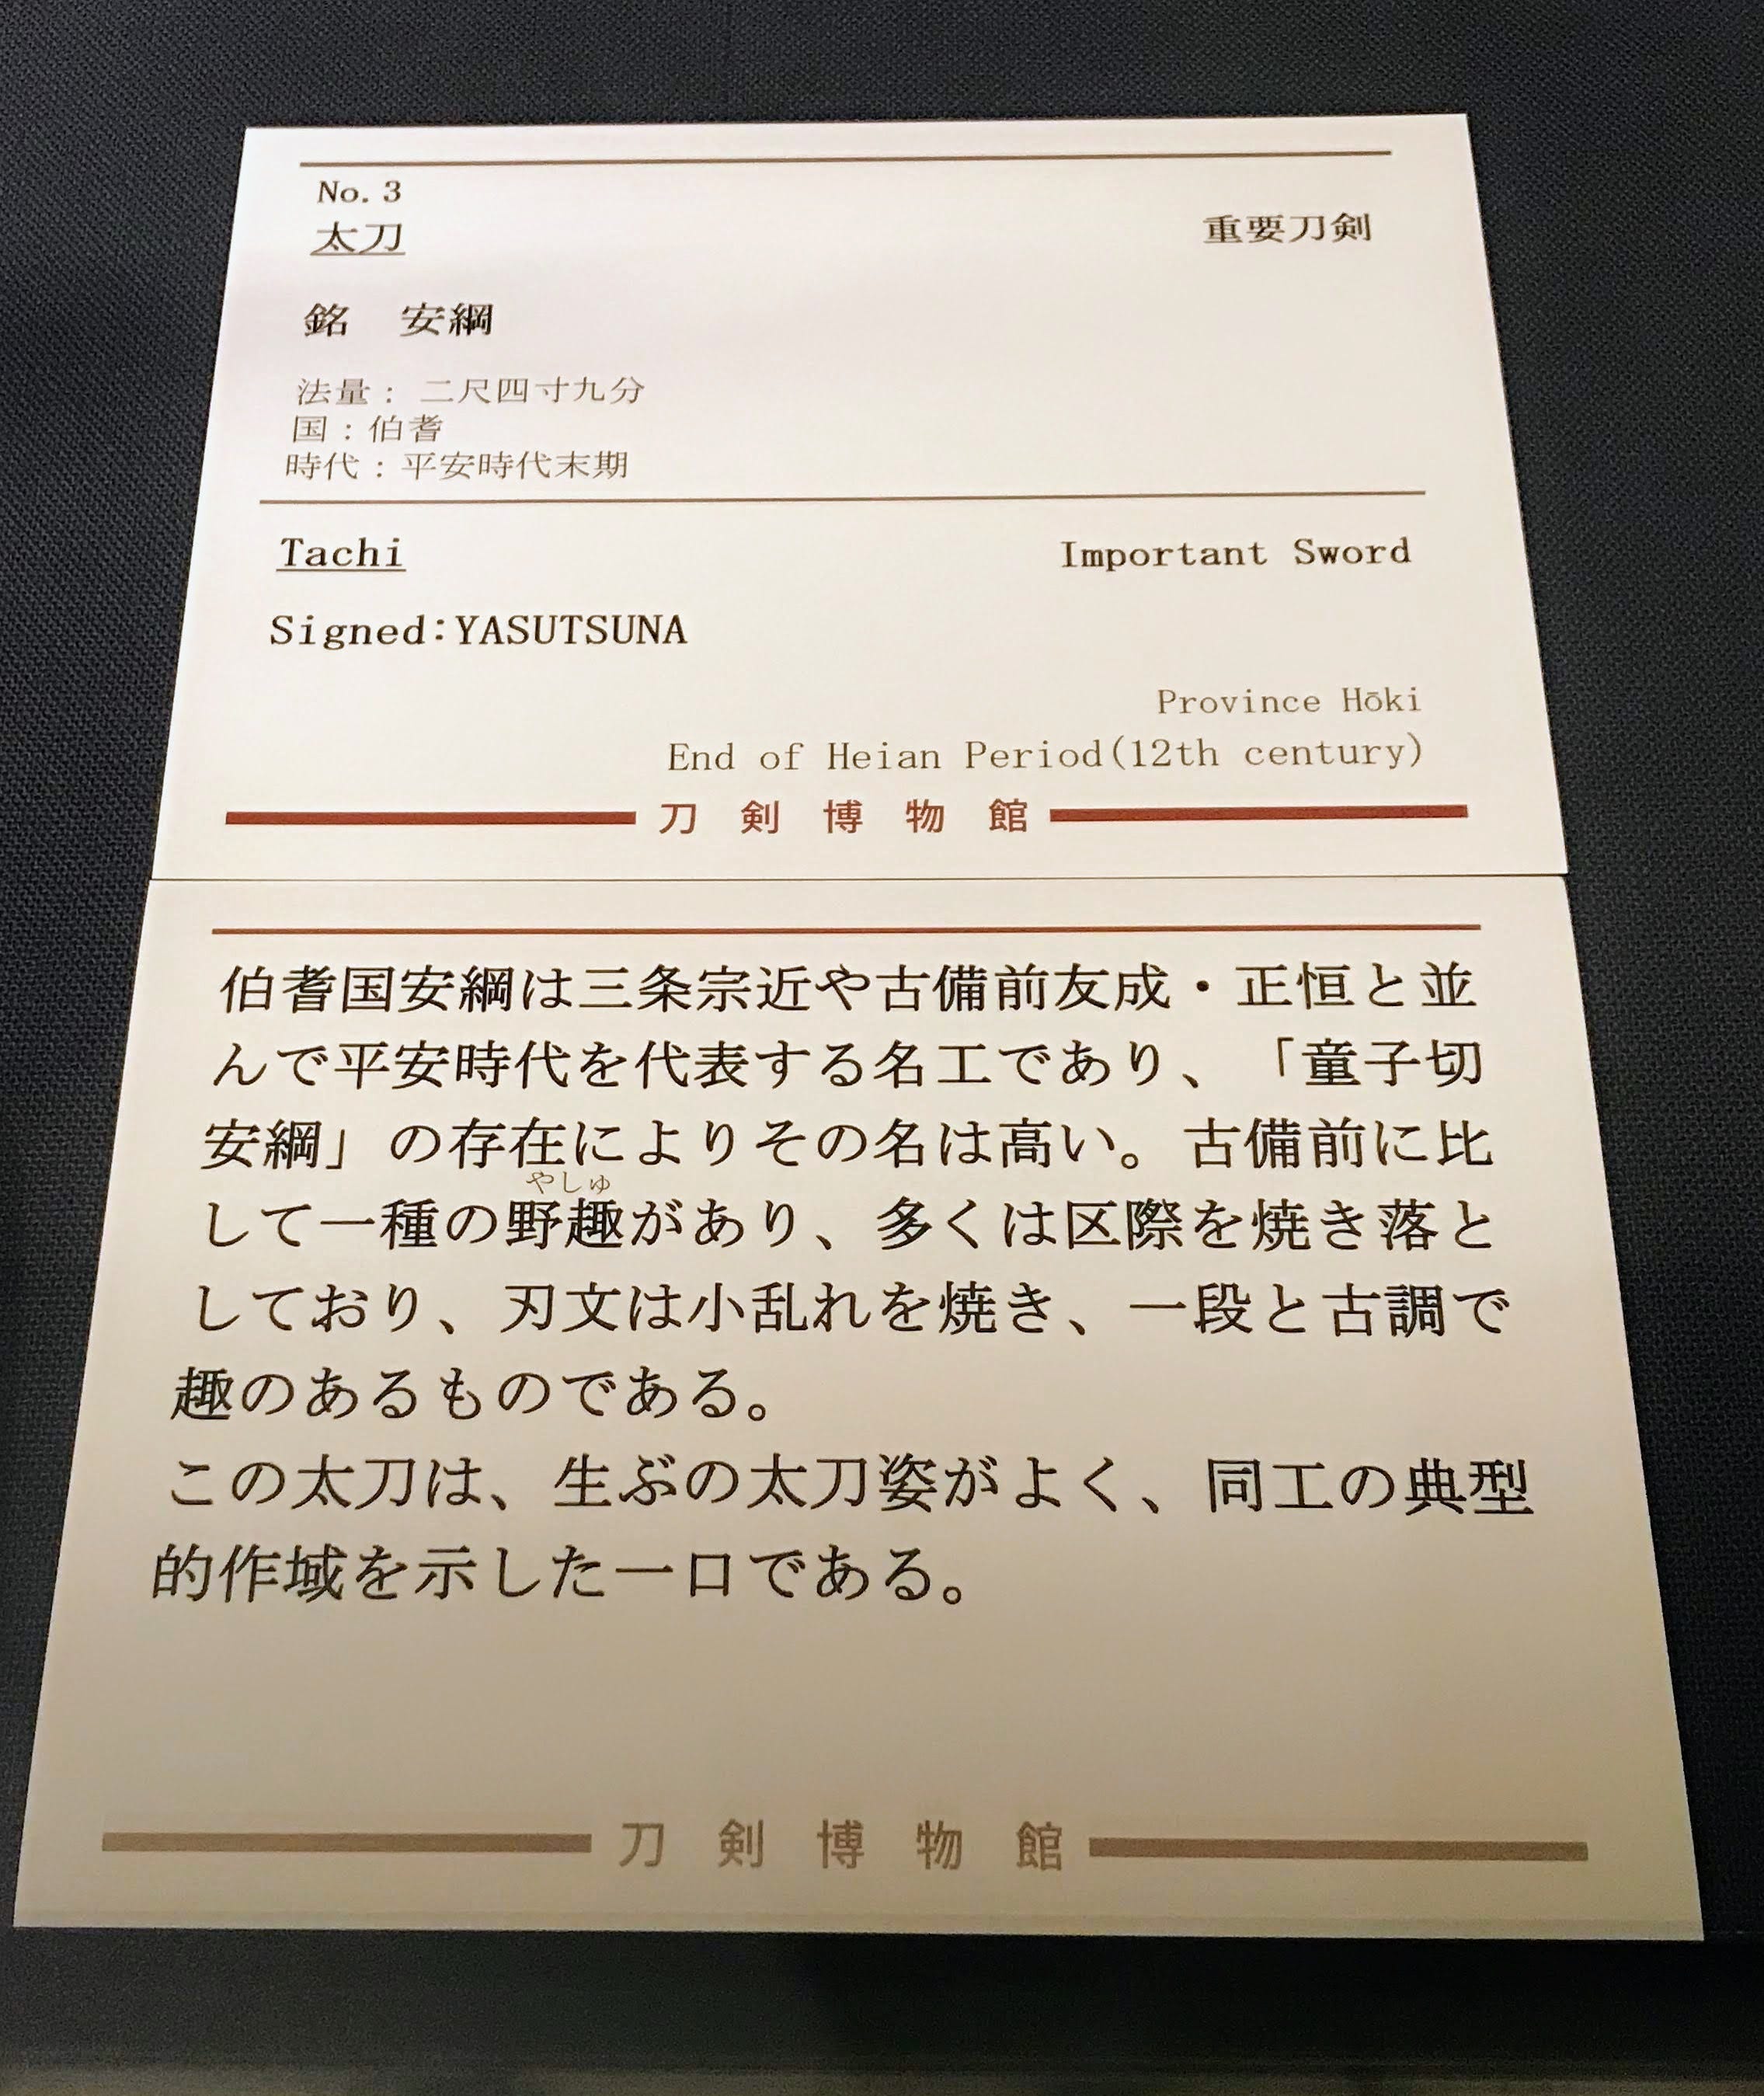 No. 3
太刀
重要刀剣
銘　安綱
法量： 二尺四寸九分
国：伯耆
時代：平安時代末期
Tachi
Important Sword
Signed:YASUTSUNA
Province Hōki
End of Heian Period(12th century)
刀 剣 博 物 館
伯耆国安綱は三条宗近や古備前友成・正恒と並
んで平安時代を代表する名工であり、「童子切
安綱」の存在によりその名は高い。古備前に比
やしゅ
して一種の野趣があり、多くは区際を焼き落と
しており、刃文は小乱れを焼き、一段と古調で
趣のあるものである。
この太刀は、生ぶの太刀姿がよく、同工の典型
的作域を示した一口である。
刀 剣 博 物 館